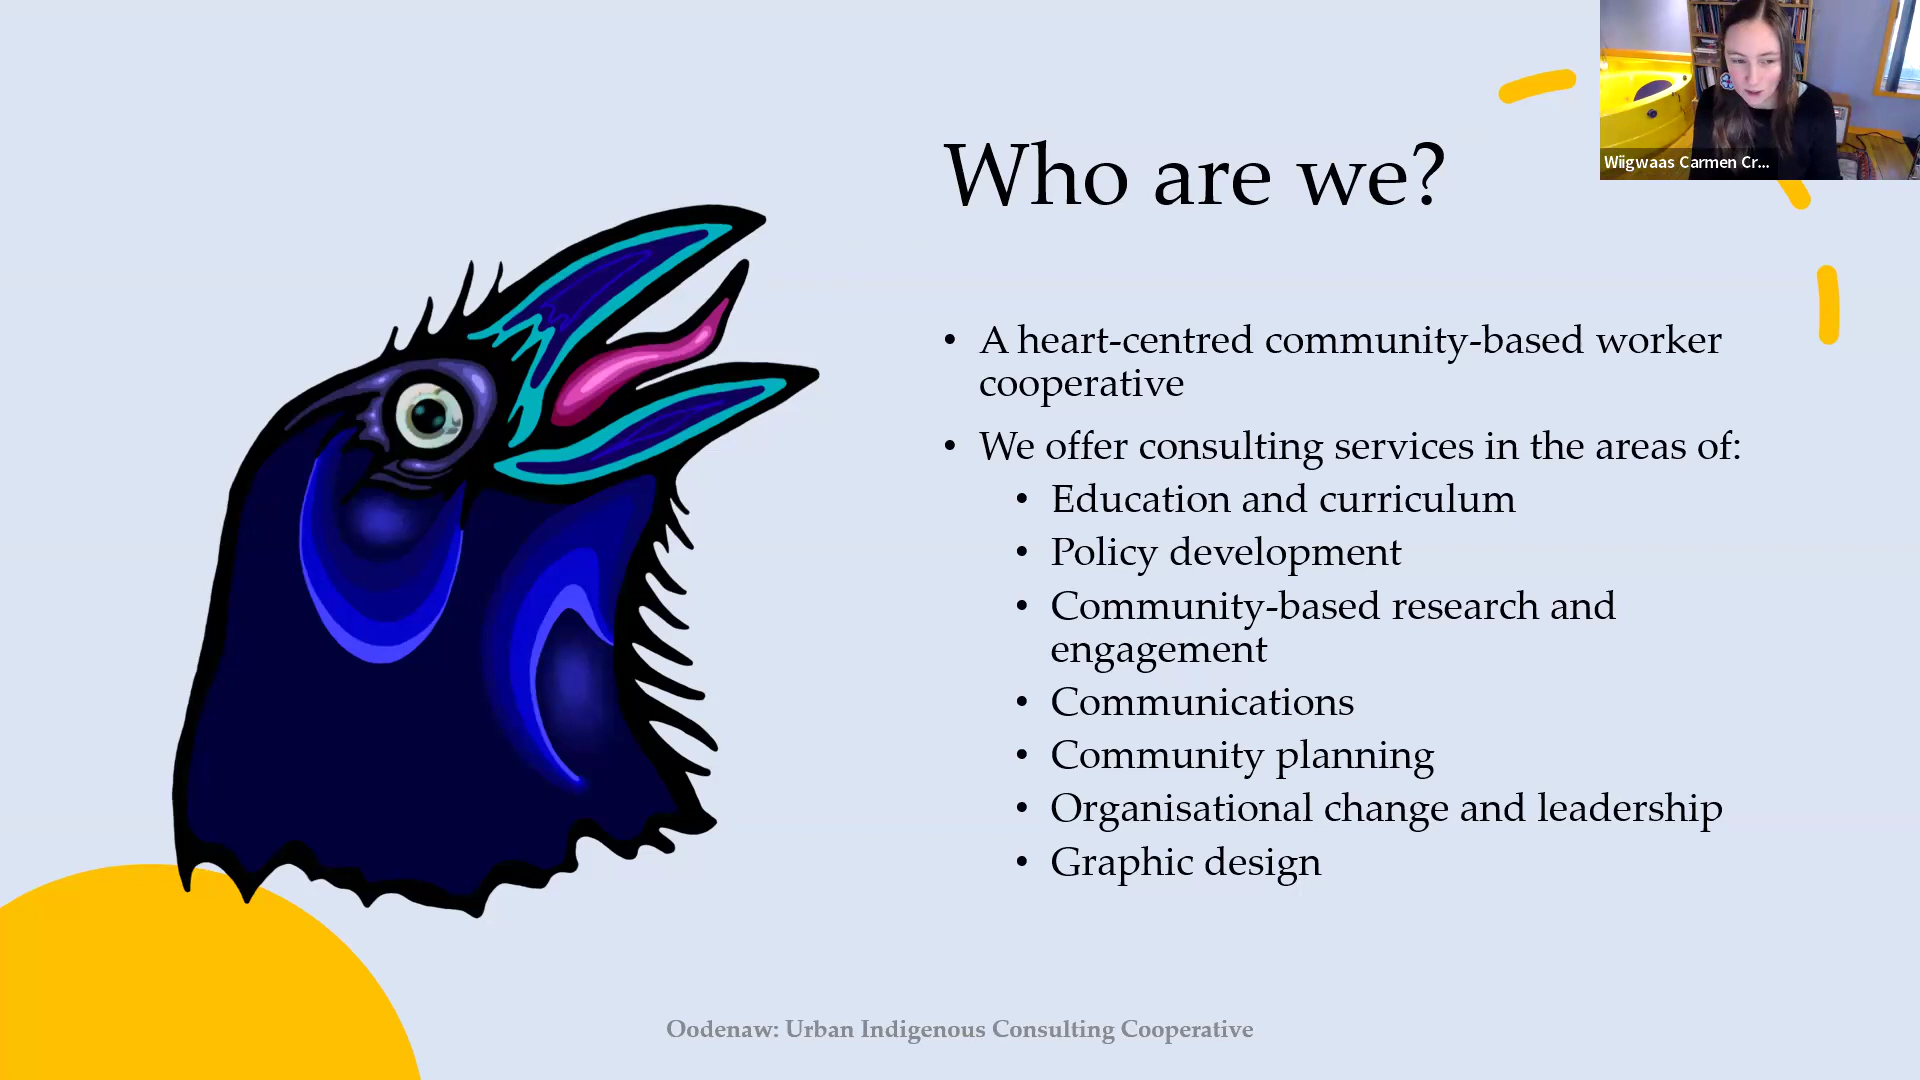 Who are we?
Wiigwaas Carmen Cr...
• A heart-centred community-based worker
cooperative
• We offer consulting services in the areas of:
• Education and curriculum
• Policy development
• Community-based research and
engagement
• Communications
• Community planning
• Organisational change and leadership
• Graphic design
Oodenaw: Urban Indigenous Consulting Cooperative